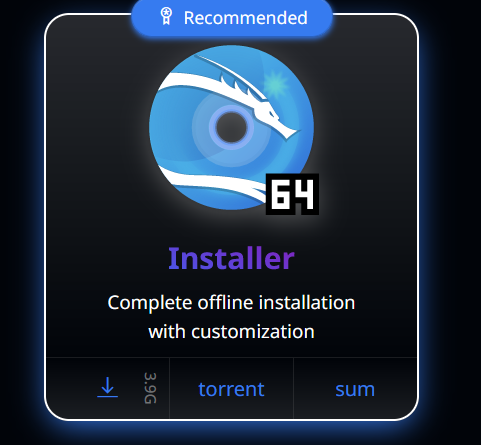 Recommended
64
Installer
Complete offline installation
with customization
3.9G
torrent
sum